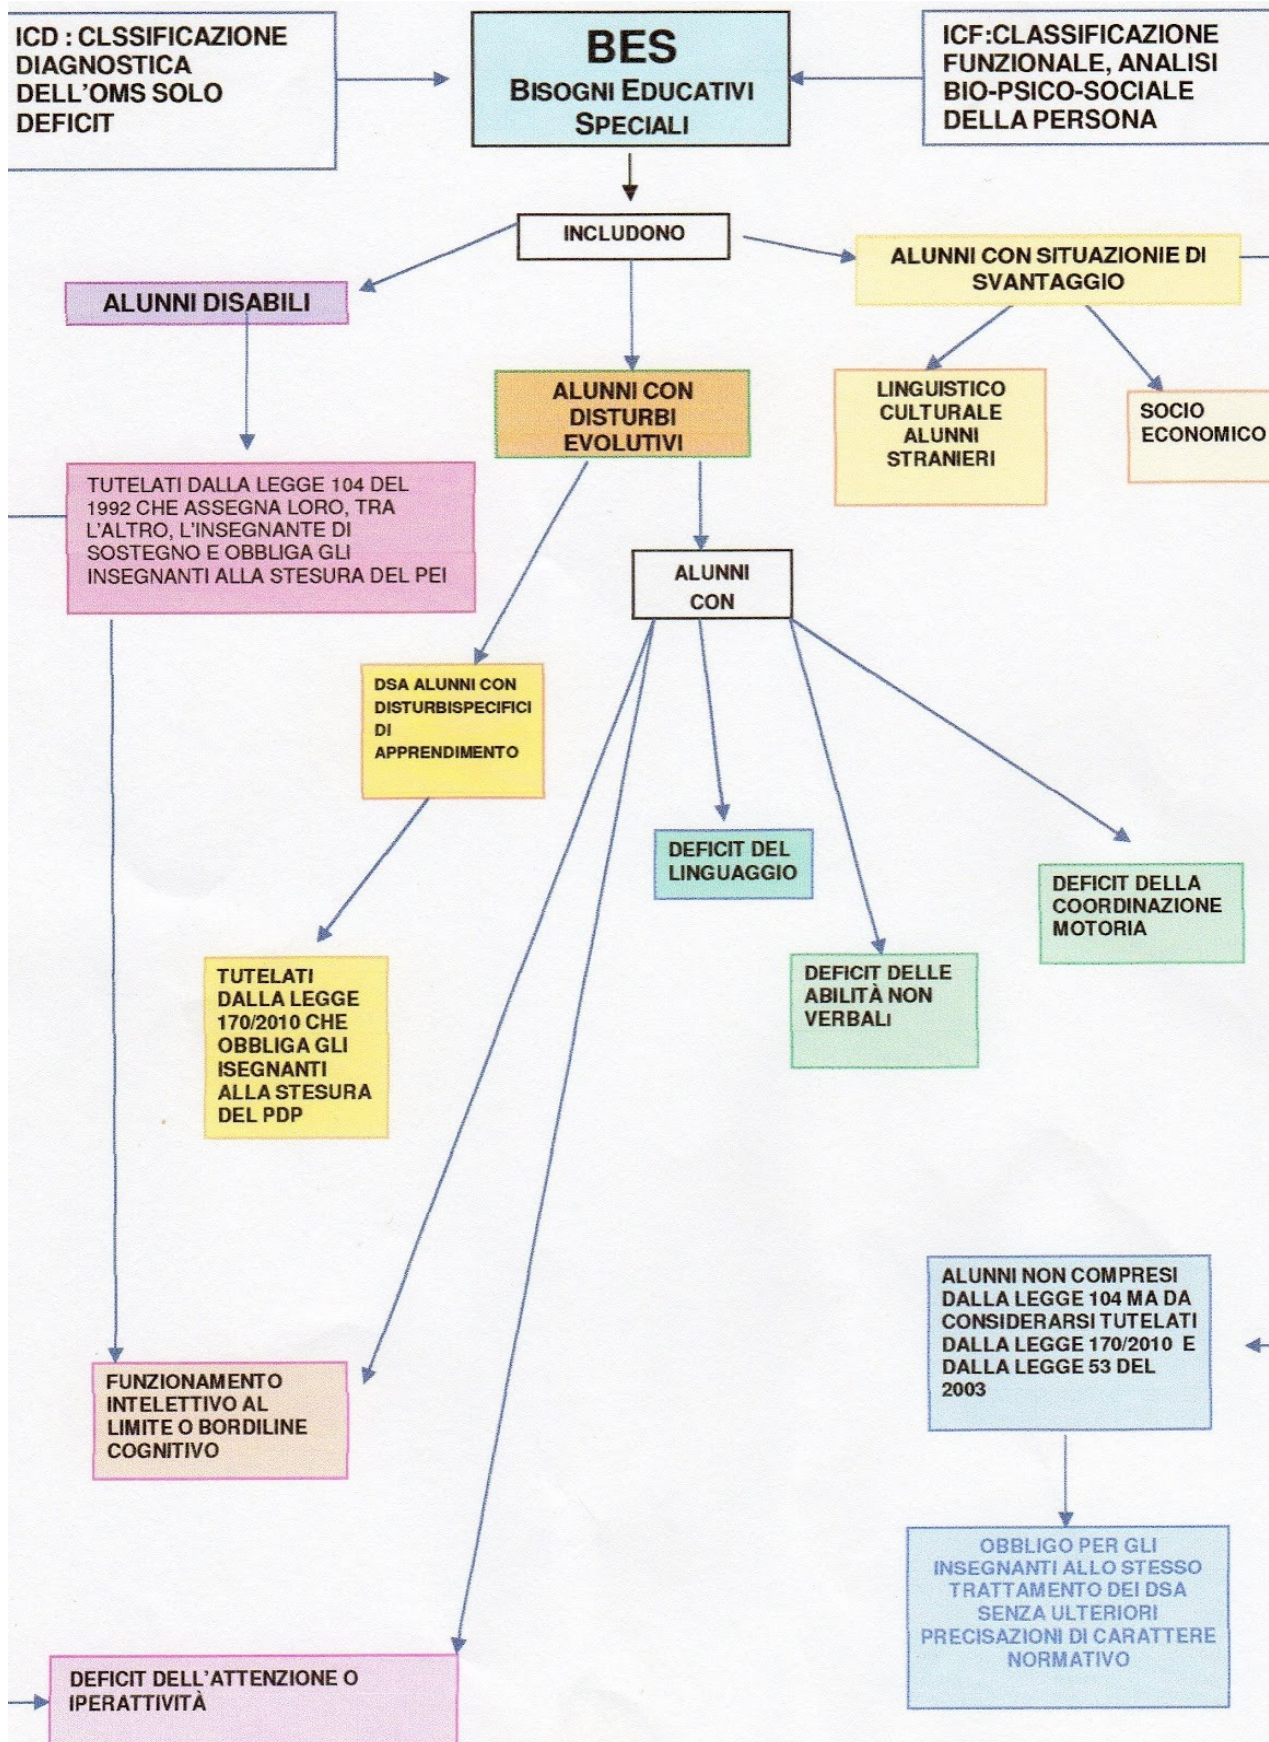 ICD : CLSSIFICAZIONE
DIAGNOSTICA
DELL'OMS SOLO
DEFICIT
BES
BISOGNI EDUCATIVI
SPECIALI
ICF:CLASSIFICAZIONE
FUNZIONALE, ANALISI
BIO-PSICO-SOCIALE
DELLA PERSONA
INCLUDONO
ALUNNI DISABILI
ALUNNI CON SITUAZIONIE DI
SVANTAGGIO
ALUNNI CON
DISTURBI
EVOLUTIVI
LINGUISTICO
CULTURALE
ALUNNI
STRANIERI
SOCIO
ECONOMICO
TUTELATI DALLA LEGGE 104 DEL
1992 CHE ASSEGNA LORO, TRA
L'ALTRO, L'INSEGNANTE DI
SOSTEGNO E OBBLIGA GLI
INSEGNANTI ALLA STESURA DEL PEI
ALUNNI
CON
DSA ALUNNI CON
DISTURBISPECIFICI
DI
APPRENDIMENTO
DEFICIT DEL
LINGUAGGIO
DEFICIT DELLA
COORDINAZIONE
MOTORIA
TUTELATI
DALLA LEGGE
170/2010 CHE
OBBLIGA GLI
ISEGNANTI
ALLA STESURA
DEL PDP
DEFICIT DELLE
ABILITÀ NON
VERBALi
ALUNNI NON COMPRESI
DALLA LEGGE 104 MA DA
CONSIDERARSI TUTELATI
DALLA LEGGE 170/2010 E
DALLA LEGGE 53 DEL
2003
FUNZIONAMENTO
INTELETTIVO AL
LIMITE O BORDILINE
COGNITIVO
OBBLIGO PER GLI
INSEGNANTI ALLO STESSO
TRATTAMENTO DEI DSA
SENZA ULTERIORI
PRECISAZIONI DI CARATTERE
NORMATIVO
DEFICIT DELL'ATTENZIONE O
IPERATTIVITÀ